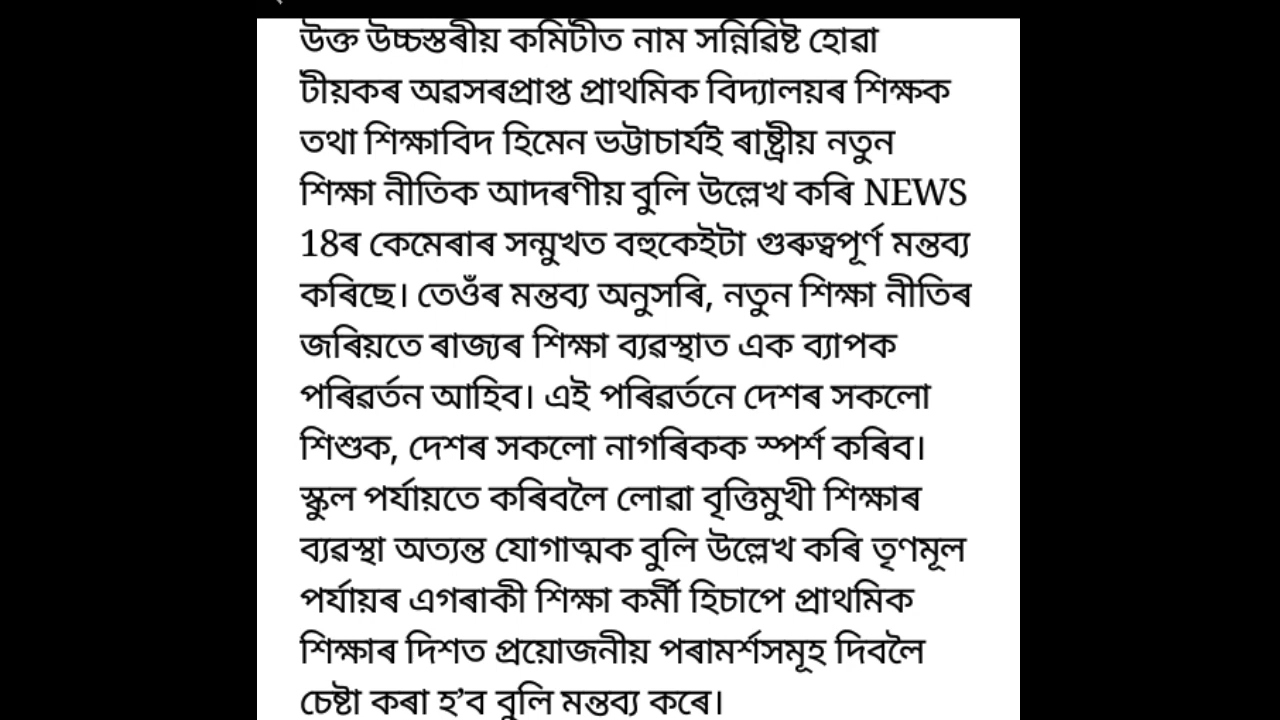 উক্ত উচ্চস্তৰীয় কমিটীত নাম সন্নিৱিষ্ট হোৱা
টীয়কৰ অৱসৰপ্ৰাপ্ত প্ৰাথমিক বিদ্যালয়ৰ শিক্ষক
তথা শিক্ষাবিদ হিমেন ভট্টাচাৰ্যই ৰাষ্ট্ৰীয় নতুন
শিক্ষা নীতিক আদৰণীয় বুলি উল্লেখ কৰি NEWS
18ৰ কেমেৰাৰ সন্মুখত বহুকেইটা গুৰুত্বপূৰ্ণ মন্তব্য
কৰিছে। তেওঁৰ মন্তব্য অনুসৰি, নতুন শিক্ষা নীতিৰ
জৰিয়তে ৰাজ্যৰ শিক্ষা ব্যৱস্থাত এক ব্যাপক
পৰিৱৰ্তন আহিব। এই পৰিৱৰ্তনে দেশৰ সকলো
শিশুক, দেশৰ সকলো নাগৰিকক স্পৰ্শ কৰিব।
স্কুল পৰ্যায়তে কৰিবলৈ লোৱা বৃত্তিমুখী শিক্ষাৰ
ব্যৱস্থা অত্যন্ত যোগাত্মক বুলি উল্লেখ কৰি তৃণমূল
পৰ্যায়ৰ এগৰাকী শিক্ষা কৰ্মী হিচাপে প্ৰাথমিক
শিক্ষাৰ দিশত প্ৰয়োজনীয় পৰামৰ্শসমূহ দিবলৈ
চেষ্টা কৰা হ’ব বুলি মন্তব্য কৰে।